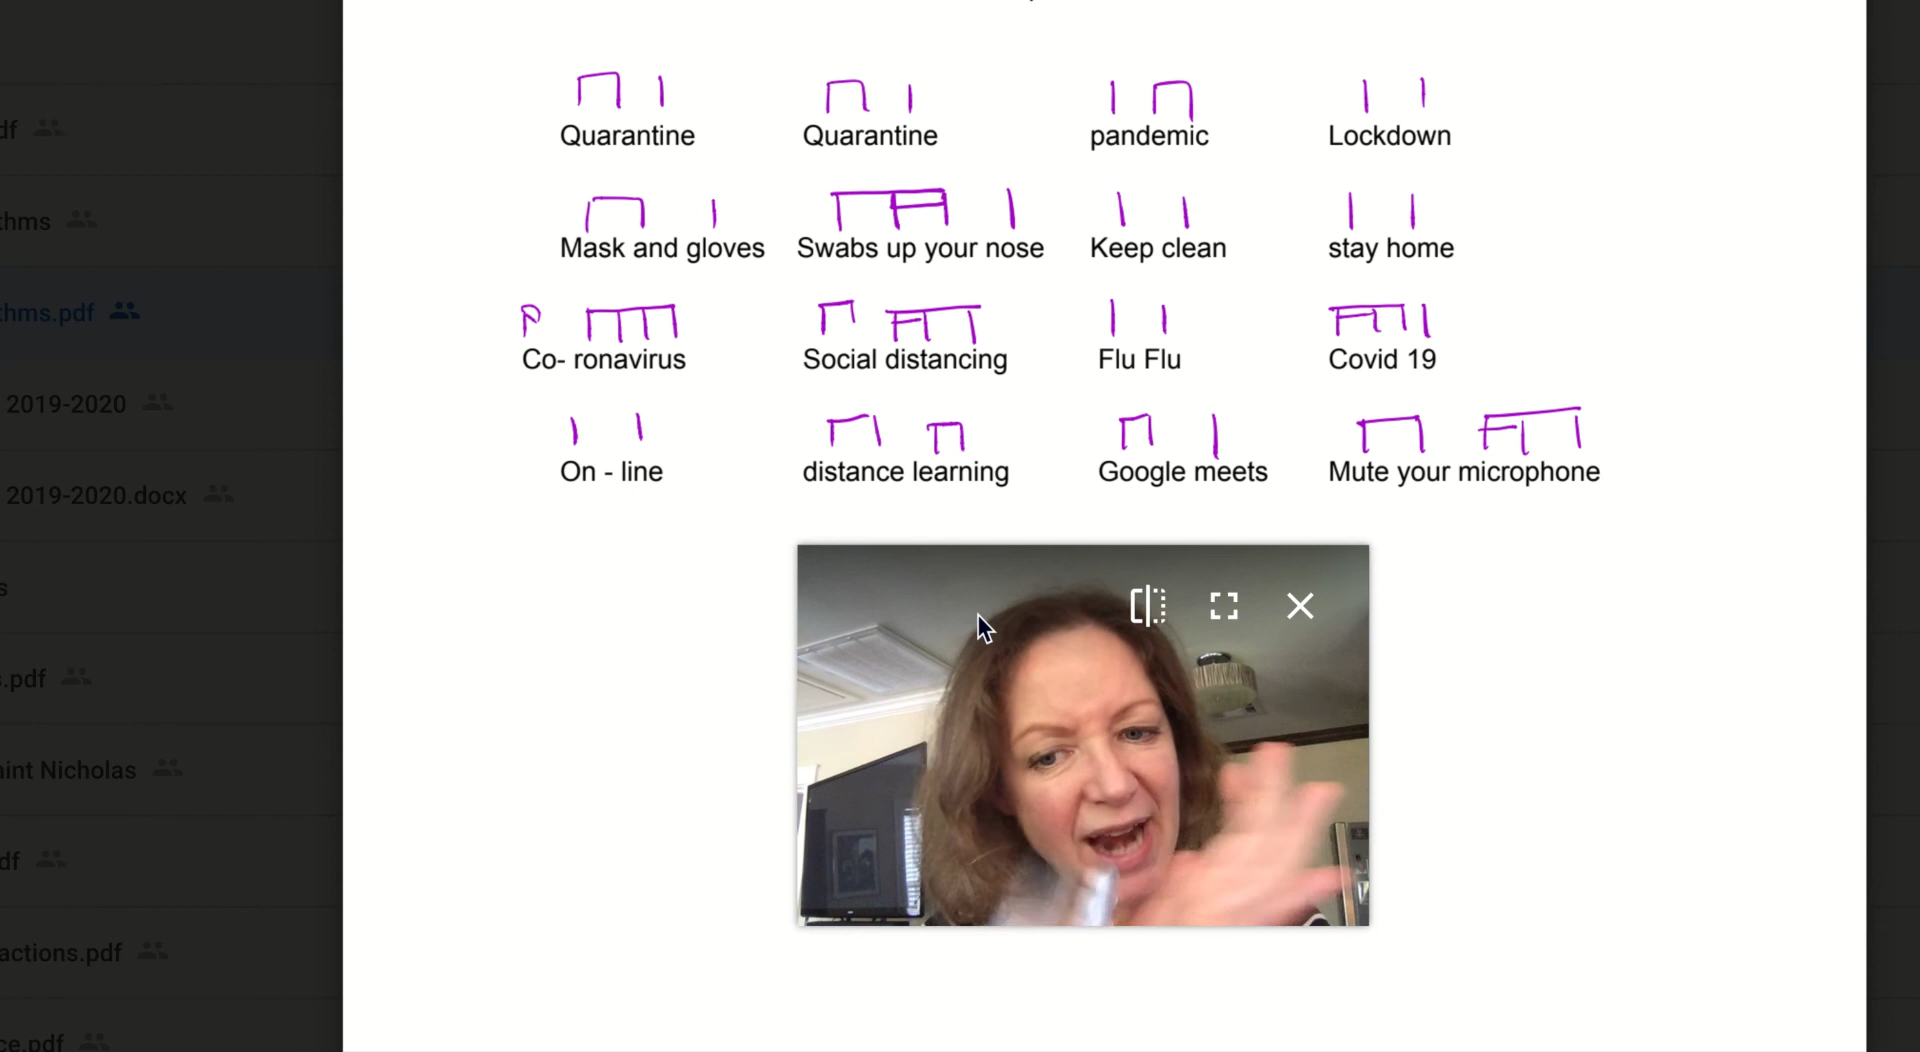 Quarantine Quarantine pandemic Lockdown
Mask and gloves Swabs up your nose Keep clean stay home
Co- ronavirus Social distancing Flu Flu Covid 19
On - line distance learning Google meets Mute your microphone
df
thms
thms.pdf
2019-2020
2019-2020.docx
s
s.pdf
aint Nicholas
df
actions.pdf
ce.pdf